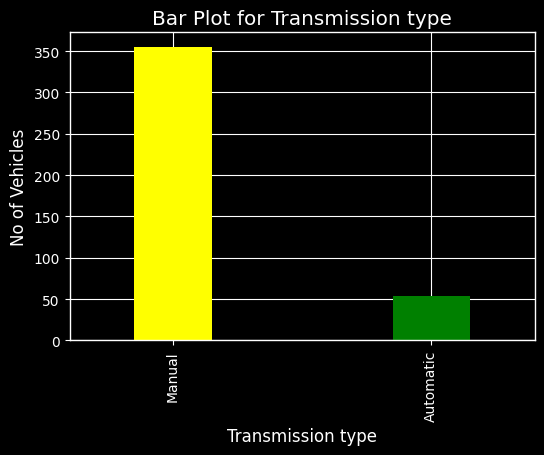 Bar Plot for Transmission type
No of Vehicles
350
300
250
200
150
100
50
0
Manual
Automatic
Transmission type